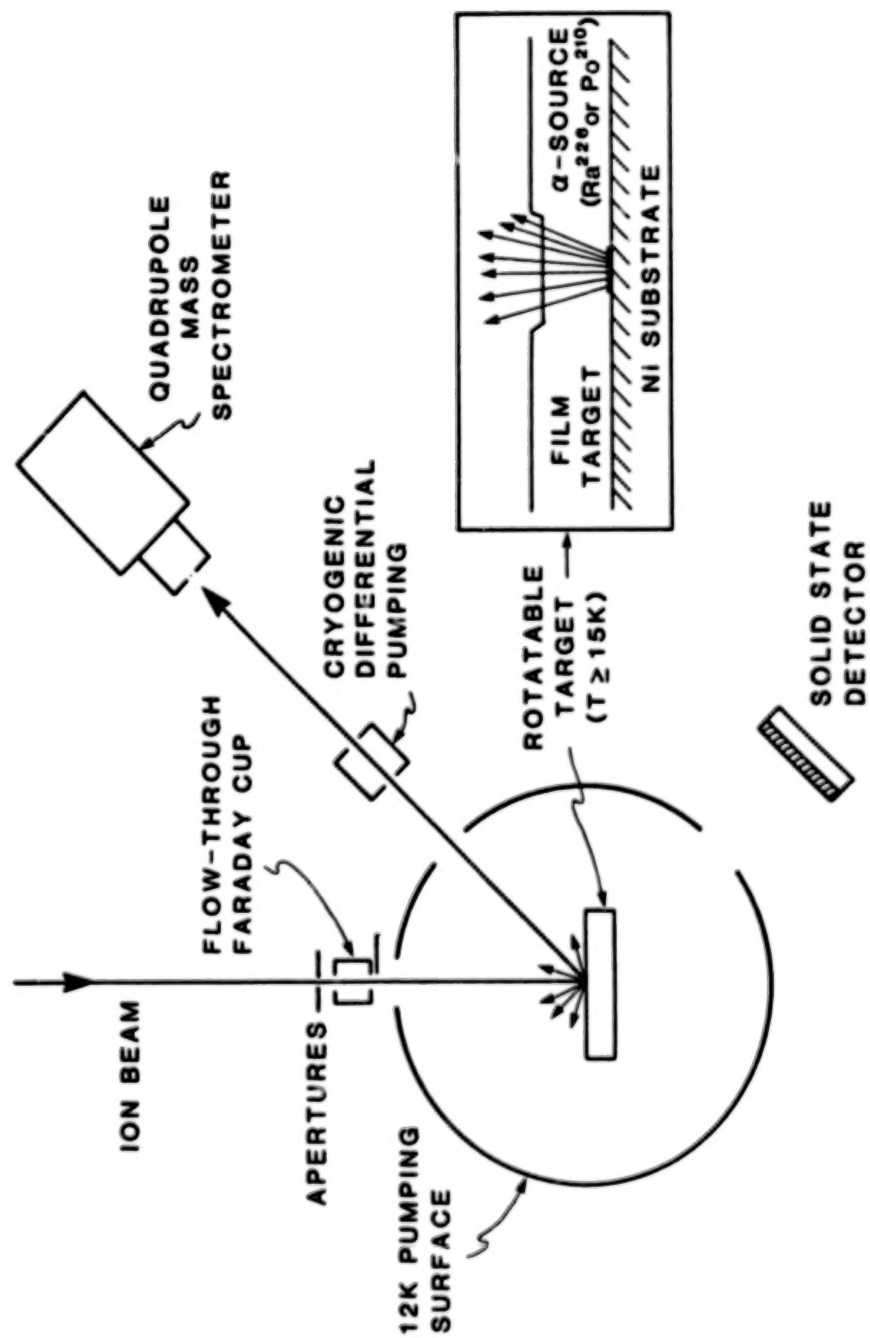 ION BEAM
FLOW-THROUGH
FARADAY CUP
APERTURES
12K PUMPING
SURFACE
QUADRUPOLE
MASS
SPECTROMETER
CRYOGENIC
DIFFERENTIAL
PUMPING
ROTATABLE
TARGET
(T ≥ 15K)
SOLID STATE
DETECTOR
FILM
TARGET
α-SOURCE
(Ra²²⁶ or Po²¹⁰)
Ni SUBSTRATE